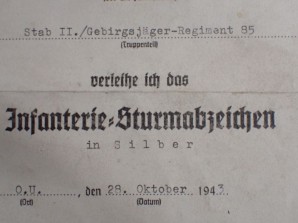 Stab II./Gebirgsjäger-Regiment 85
(Truppenteil)
verleihe ich das
Infanterie=Sturmabzeichen
in Silber
O.U. , den 28. Oktober 1943
(Ort) (Datum)